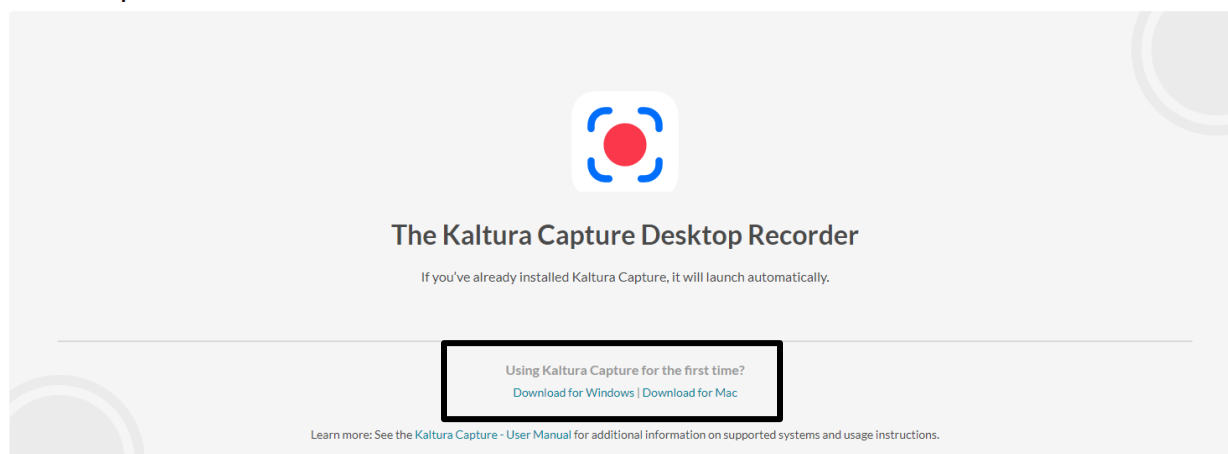 The Kaltura Capture Desktop Recorder
If you've already installed Kaltura Capture, it will launch automatically.
Using Kaltura Capture for the first time?
Download for Windows | Download for Mac
Learn more: See the Kaltura Capture - User Manual for additional information on supported systems and usage instructions.